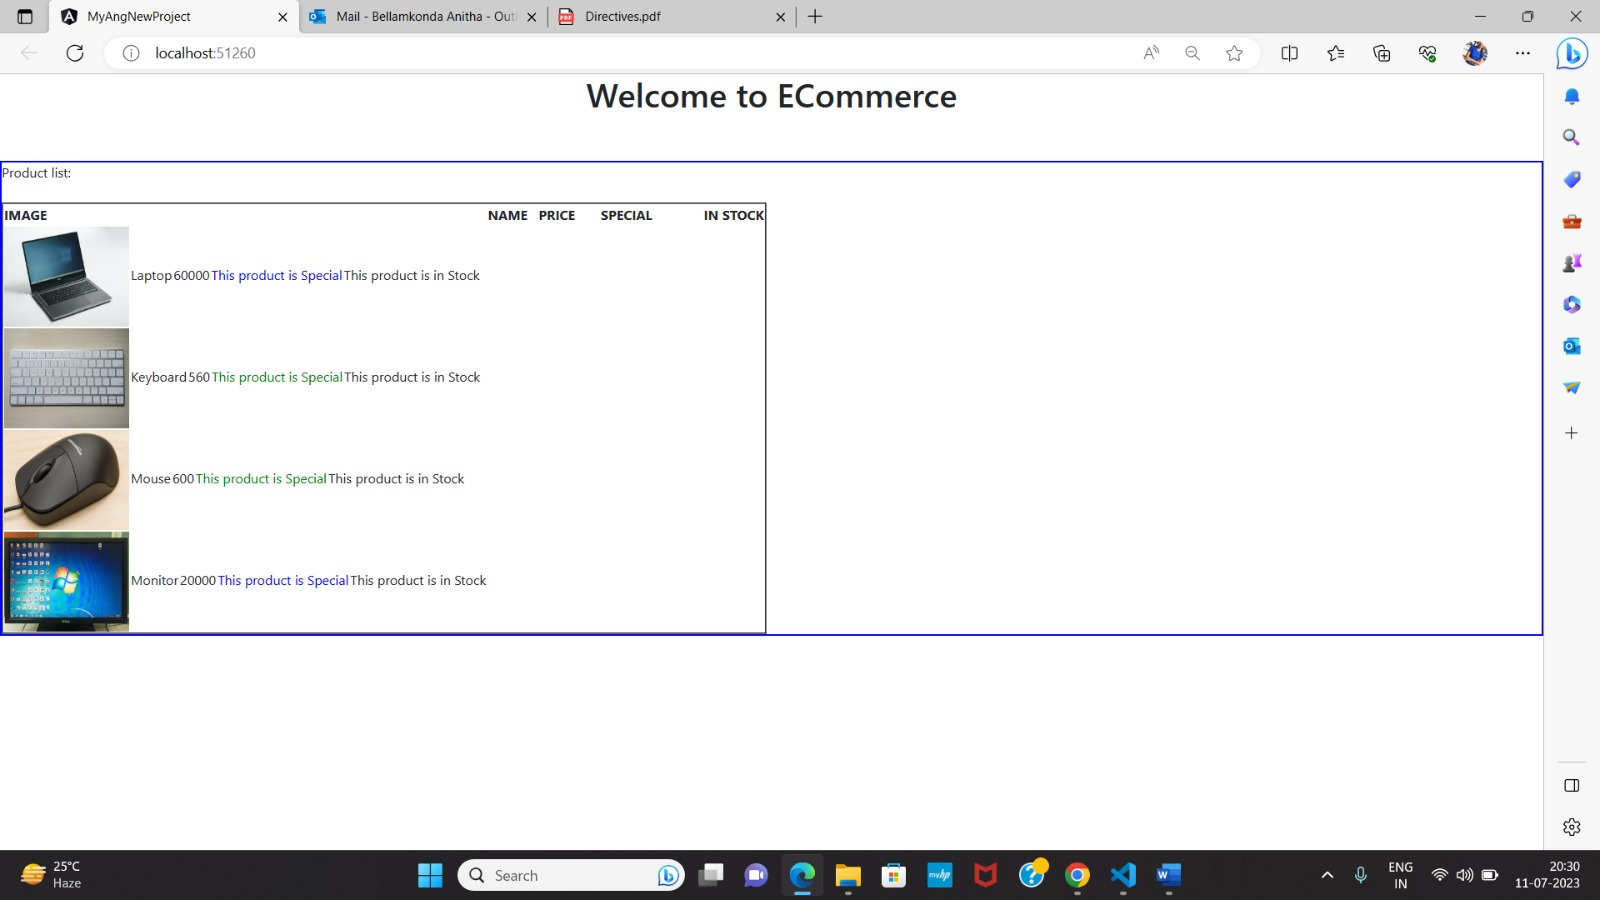 MyAngNewProject
Mail - Bellamkonda Anitha - Out
Directives.pdf
localhost:51260
Welcome to ECommerce
Product list:
IMAGE NAME PRICE SPECIAL IN STOCK
Laptop 60000 This product is Special This product is in Stock
Keyboard 560 This product is Special This product is in Stock
Mouse 600 This product is Special This product is in Stock
Monitor 20000 This product is Special This product is in Stock
25°C
Haze
Search
myhp
ENG
IN
20:30
11-07-2023